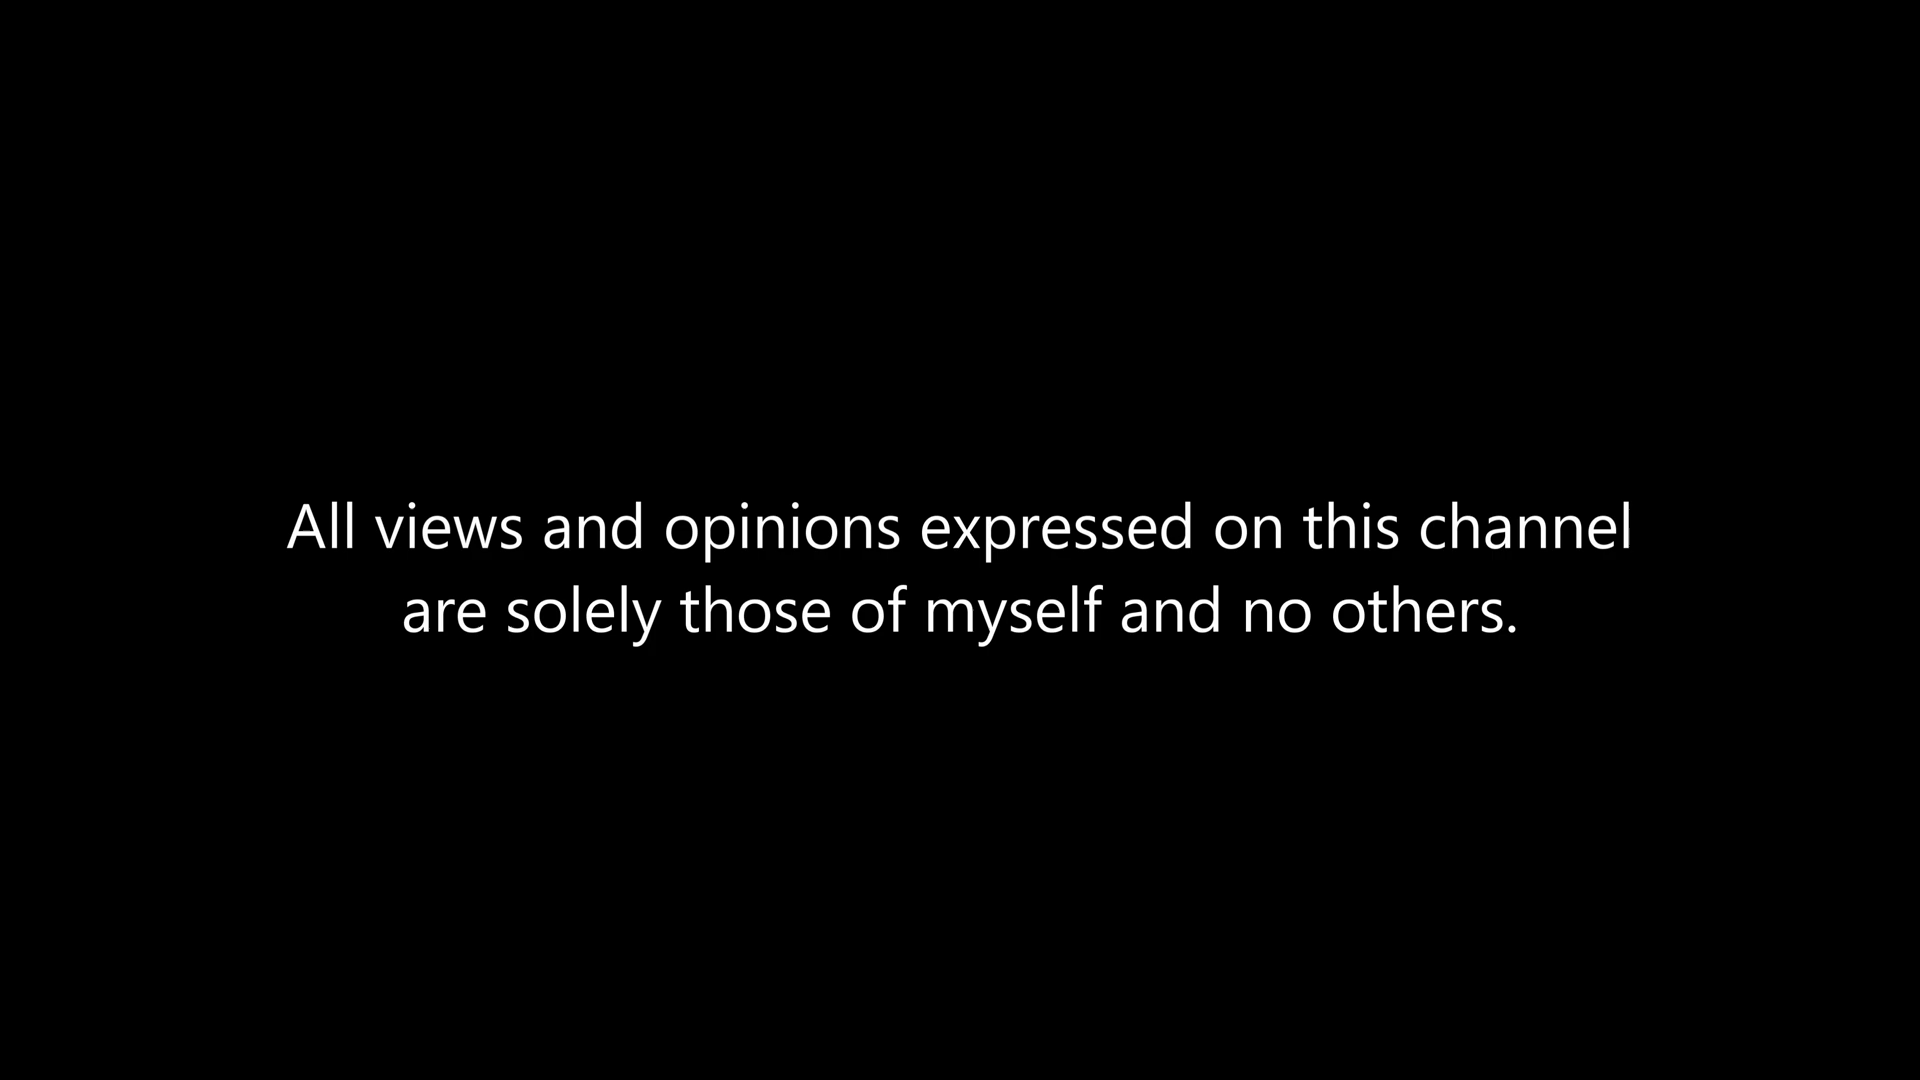 All views and opinions expressed on this channel
are solely those of myself and no others.